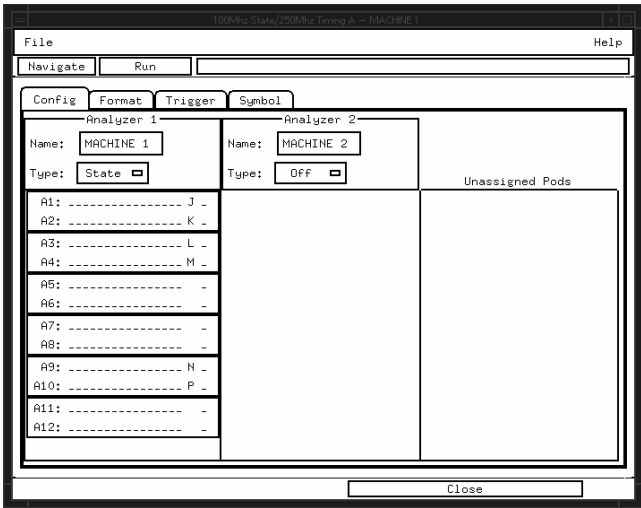 100Mhz State/250Mhz Timing A — MACHINE 1
File Help
Navigate Run
Config Format Trigger Symbol
Analyzer 1 Analyzer 2
Name: MACHINE 1 Name: MACHINE 2
Type: State Type: Off
Unassigned Pods
A1: ---------------- J -
A2: ---------------- K -
A3: ---------------- L -
A4: ---------------- M -
A5: ---------------- -
A6: ---------------- -
A7: ---------------- -
A8: ---------------- -
A9: ---------------- N -
A10: ---------------- P -
A11: ---------------- -
A12: ---------------- -
Close